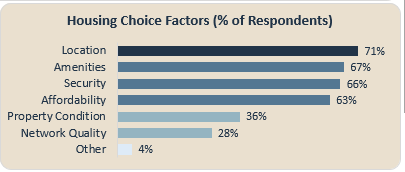 Housing Choice Factors (% of Respondents)
Location 71%
Amenities 67%
Security 66%
Affordability 63%
Property Condition 36%
Network Quality 28%
Other 4%